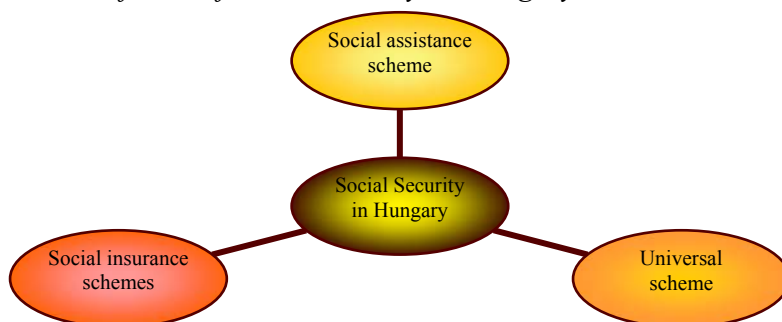 Social assistance
scheme
Social Security
in Hungary
Social insurance
schemes
Universal
scheme